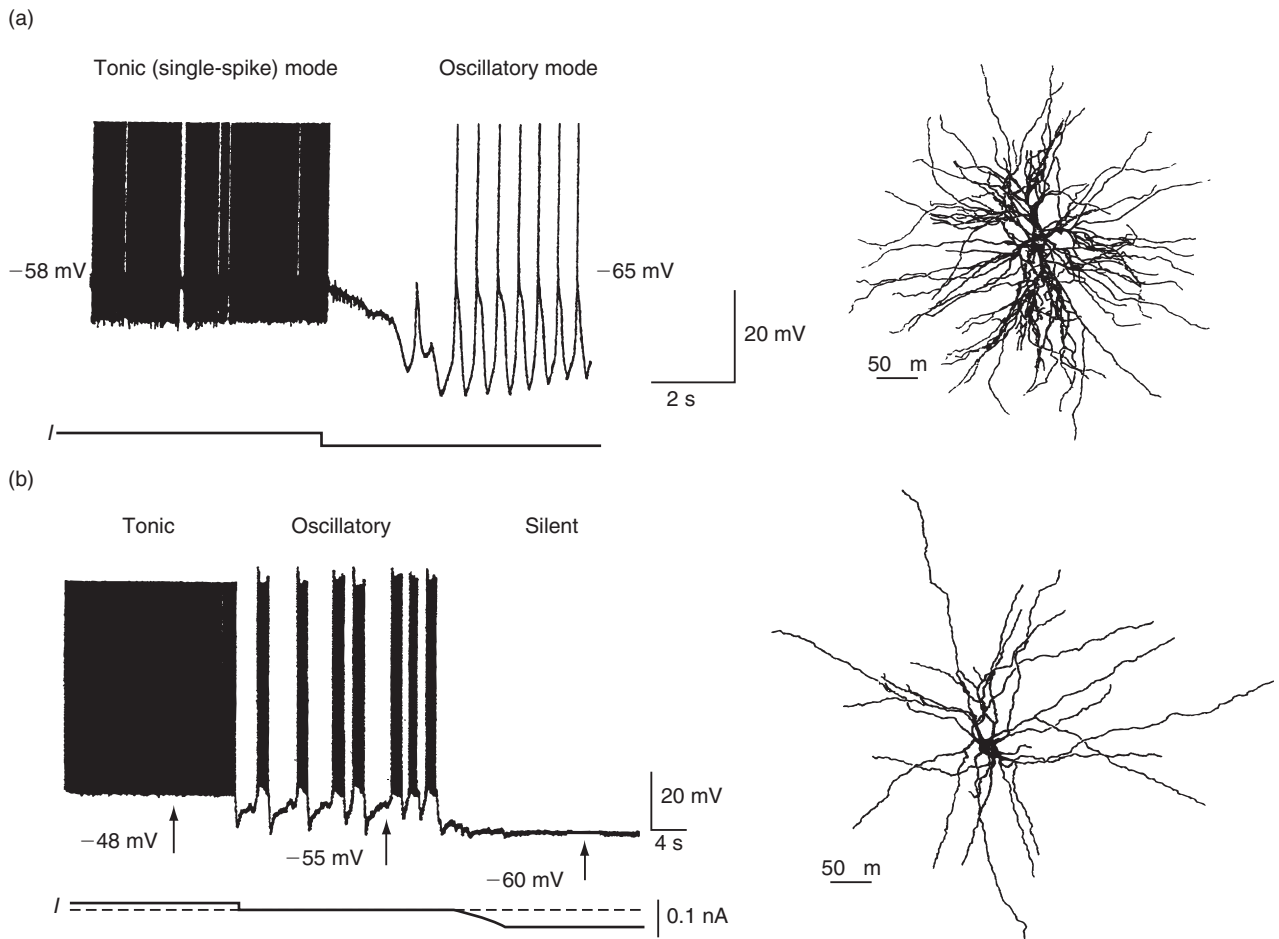 (a)
Tonic (single-spike) mode
Oscillatory mode
−58 mV
−65 mV
20 mV
2 s
50 m
I
(b)
Tonic
Oscillatory
Silent
−48 mV
−55 mV
−60 mV
20 mV
4 s
50 m
I
0.1 nA